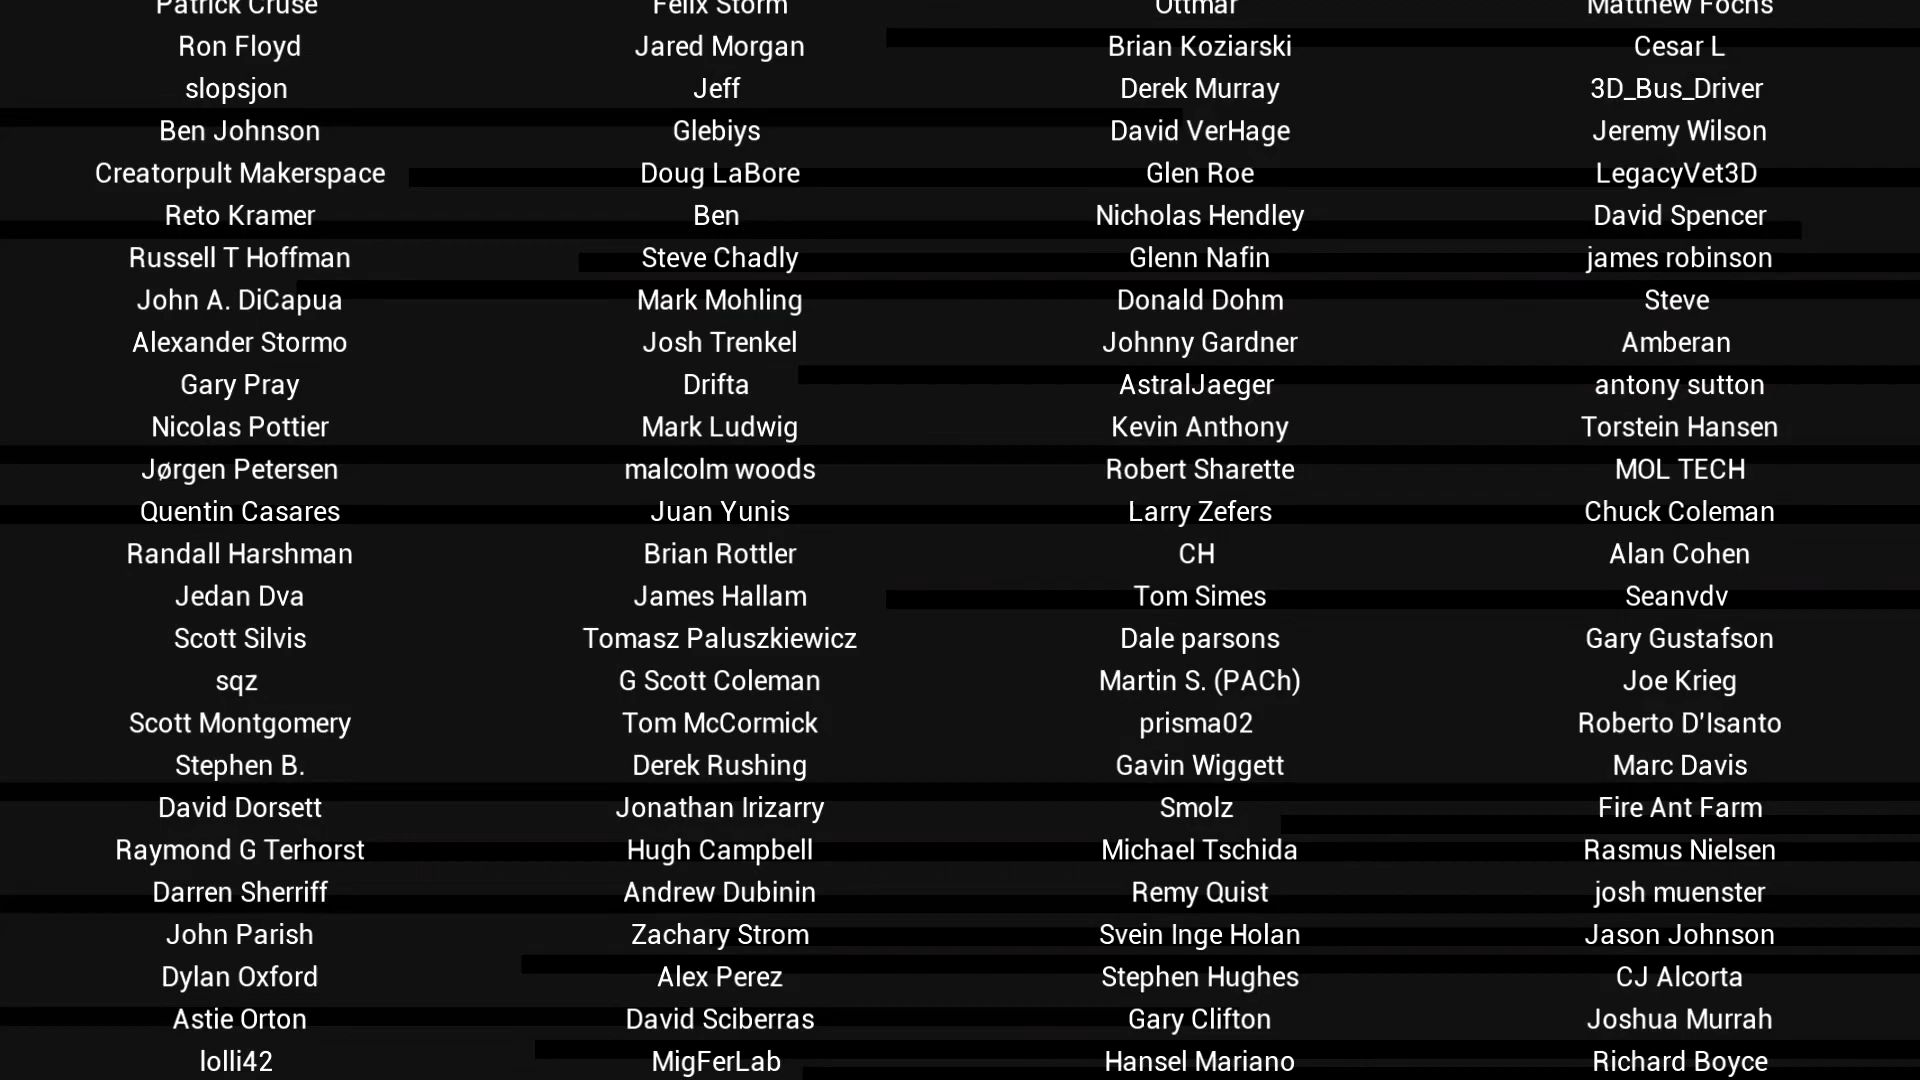 Patrick Cruse Felix Storm Ottmar Matthew Fochs
Ron Floyd Jared Morgan Brian Koziarski Cesar L
slopsjon Jeff Derek Murray 3D_Bus_Driver
Ben Johnson Glebiys David VerHage Jeremy Wilson
Creatorpult Makerspace Doug LaBore Glen Roe LegacyVet3D
Reto Kramer Ben Nicholas Hendley David Spencer
Russell T Hoffman Steve Chadly Glenn Nafin james robinson
John A. DiCapua Mark Mohling Donald Dohm Steve
Alexander Stormo Josh Trenkel Johnny Gardner Amberan
Gary Pray Drifta AstralJaeger antony sutton
Nicolas Pottier Mark Ludwig Kevin Anthony Torstein Hansen
Jørgen Petersen malcolm woods Robert Sharette MOL TECH
Quentin Casares Juan Yunis Larry Zefers Chuck Coleman
Randall Harshman Brian Rottler CH Alan Cohen
Jedan Dva James Hallam Tom Simes Seanvdv
Scott Silvis Tomasz Paluszkiewicz Dale parsons Gary Gustafson
sqz G Scott Coleman Martin S. (PACh) Joe Krieg
Scott Montgomery Tom McCormick prisma02 Roberto D'Isanto
Stephen B. Derek Rushing Gavin Wiggett Marc Davis
David Dorsett Jonathan Irizarry Smolz Fire Ant Farm
Raymond G Terhorst Hugh Campbell Michael Tschida Rasmus Nielsen
Darren Sherriff Andrew Dubinin Remy Quist josh muenster
John Parish Zachary Strom Svein Inge Holan Jason Johnson
Dylan Oxford Alex Perez Stephen Hughes CJ Alcorta
Astie Orton David Sciberras Gary Clifton Joshua Murrah
lolli42 MigFerLab Hansel Mariano Richard Boyce